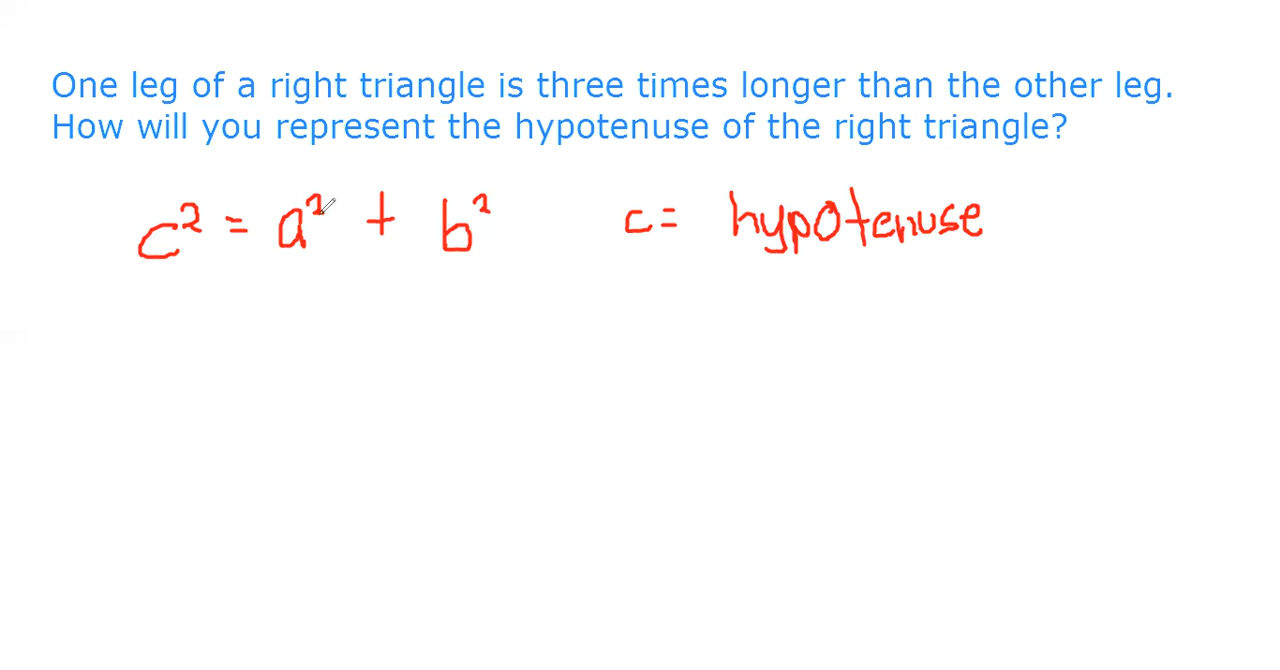 One leg of a right triangle is three times longer than the other leg.
How will you represent the hypotenuse of the right triangle?
c² = a² + b² c = hypotenuse